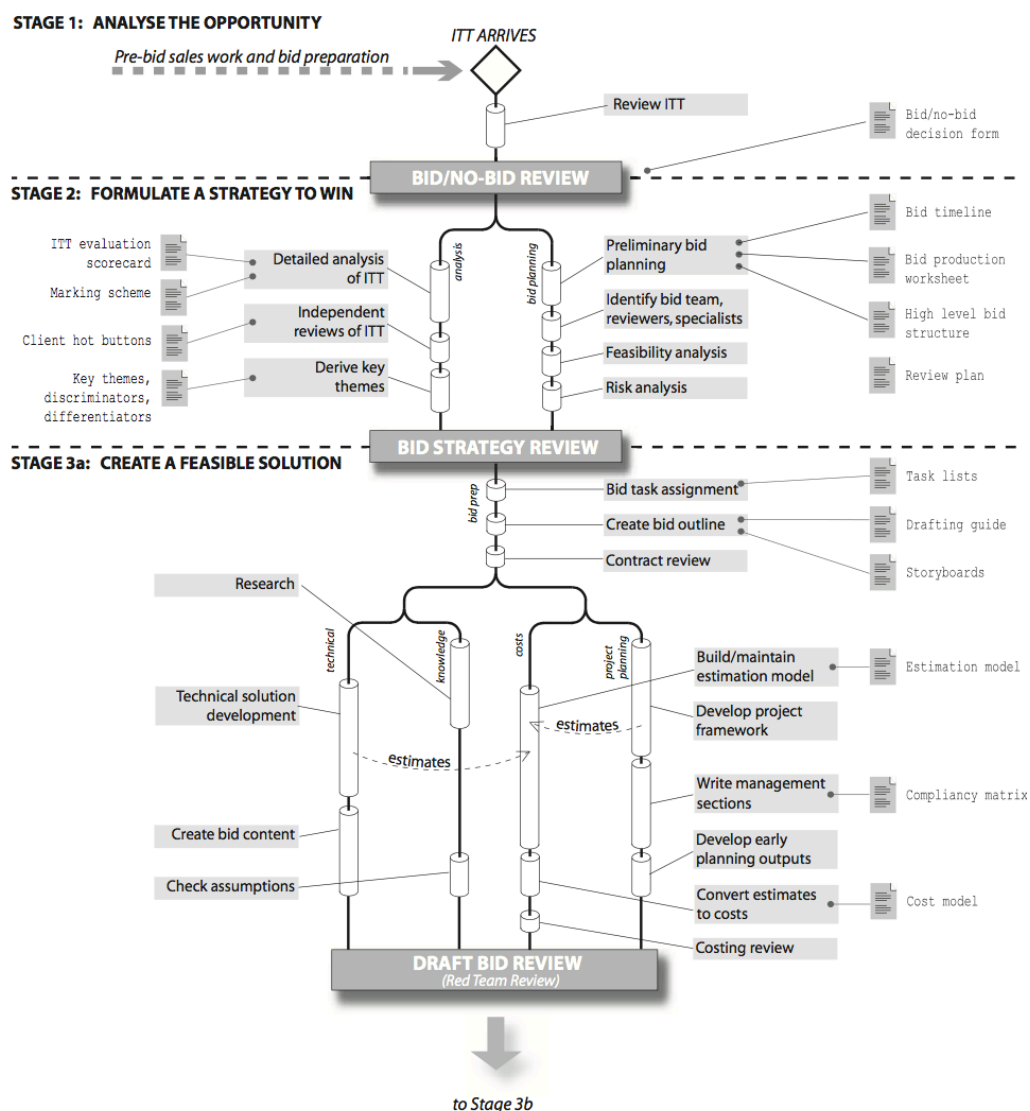 STAGE 1: ANALYSE THE OPPORTUNITY
ITT ARRIVES
Pre-bid sales work and bid preparation
Review ITT
Bid/no-bid
decision form
BID/NO-BID REVIEW
STAGE 2: FORMULATE A STRATEGY TO WIN
ITT evaluation
scorecard
Marking scheme
Client hot buttons
Key themes,
discriminators,
differentiators
Detailed analysis
of ITT
Independent
reviews of ITT
Derive key
themes
analysis
bid planning
Preliminary bid
planning
Identify bid team,
reviewers, specialists
Feasibility analysis
Risk analysis
Bid timeline
Bid production
worksheet
High level bid
structure
Review plan
BID STRATEGY REVIEW
STAGE 3a: CREATE A FEASIBLE SOLUTION
bid prep
Bid task assignment
Create bid outline
Contract review
Task lists
Drafting guide
Storyboards
Research
technical
knowledge
costs
project
planning
Technical solution
development
estimates
estimates
Build/maintain
estimation model
Estimation model
Develop project
framework
Write management
sections
Compliancy matrix
Create bid content
Develop early
planning outputs
Check assumptions
Convert estimates
to costs
Cost model
Costing review
DRAFT BID REVIEW
(Red Team Review)
to Stage 3b